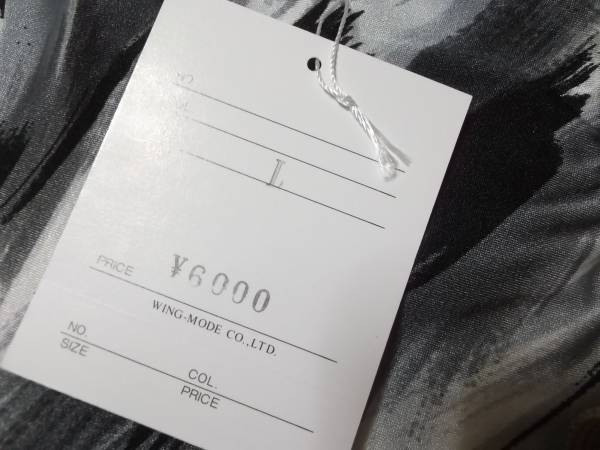 L
PRICE ¥6000
WING-MODE CO.,LTD.
NO. COL.
SIZE PRICE